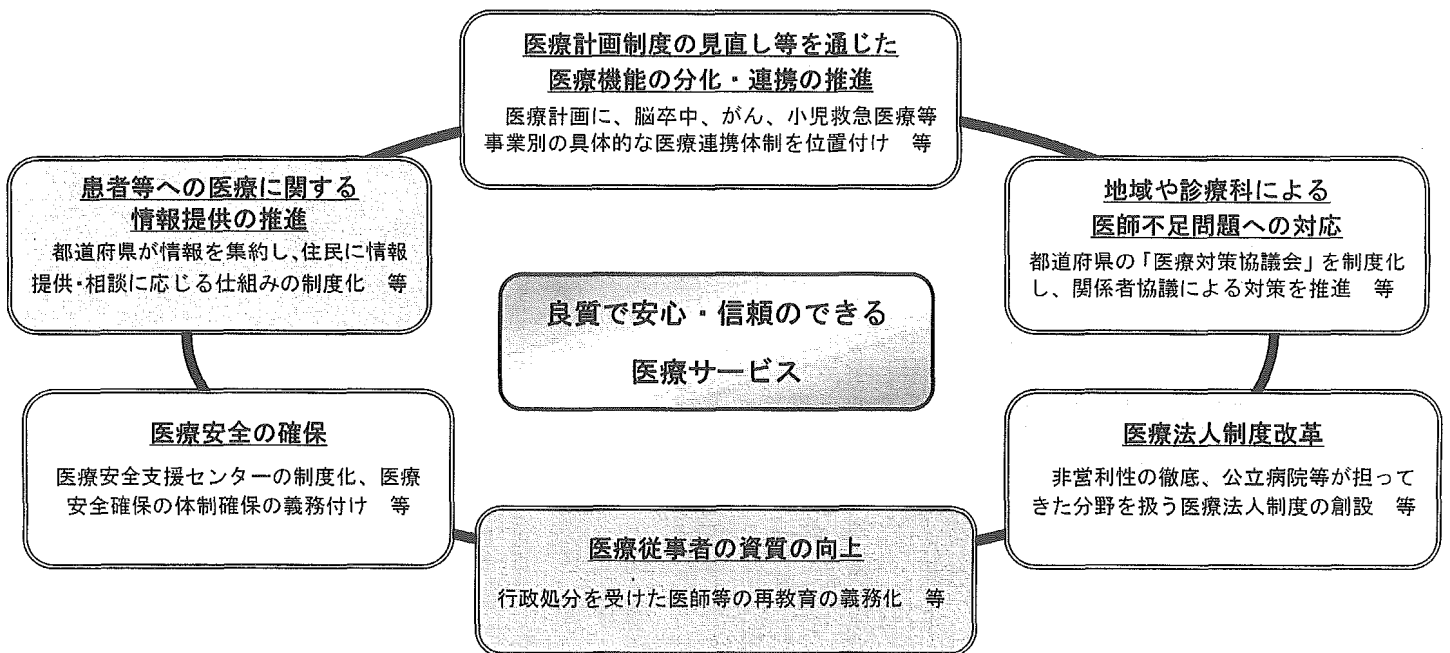 医療計画制度の見直し等を通じた
医療機能の分化・連携の推進
医療計画に、脳卒中、がん、小児救急医療等
事業別の具体的な医療連携体制を位置付け 等
患者等への医療に関する
情報提供の推進
都道府県が情報を集約し、住民に情報
提供・相談に応じる仕組みの制度化 等
地域や診療科による
医師不足問題への対応
都道府県の「医療対策協議会」を制度化
し、関係者協議による対策を推進 等
良質で安心・信頼のできる
医療サービス
医療安全の確保
医療安全支援センターの制度化、医療
安全確保の体制確保の義務付け 等
医療法人制度改革
非営利性の徹底、公立病院等が担って
きた分野を扱う医療法人制度の創設 等
医療従事者の資質の向上
行政処分を受けた医師等の再教育の義務化 等